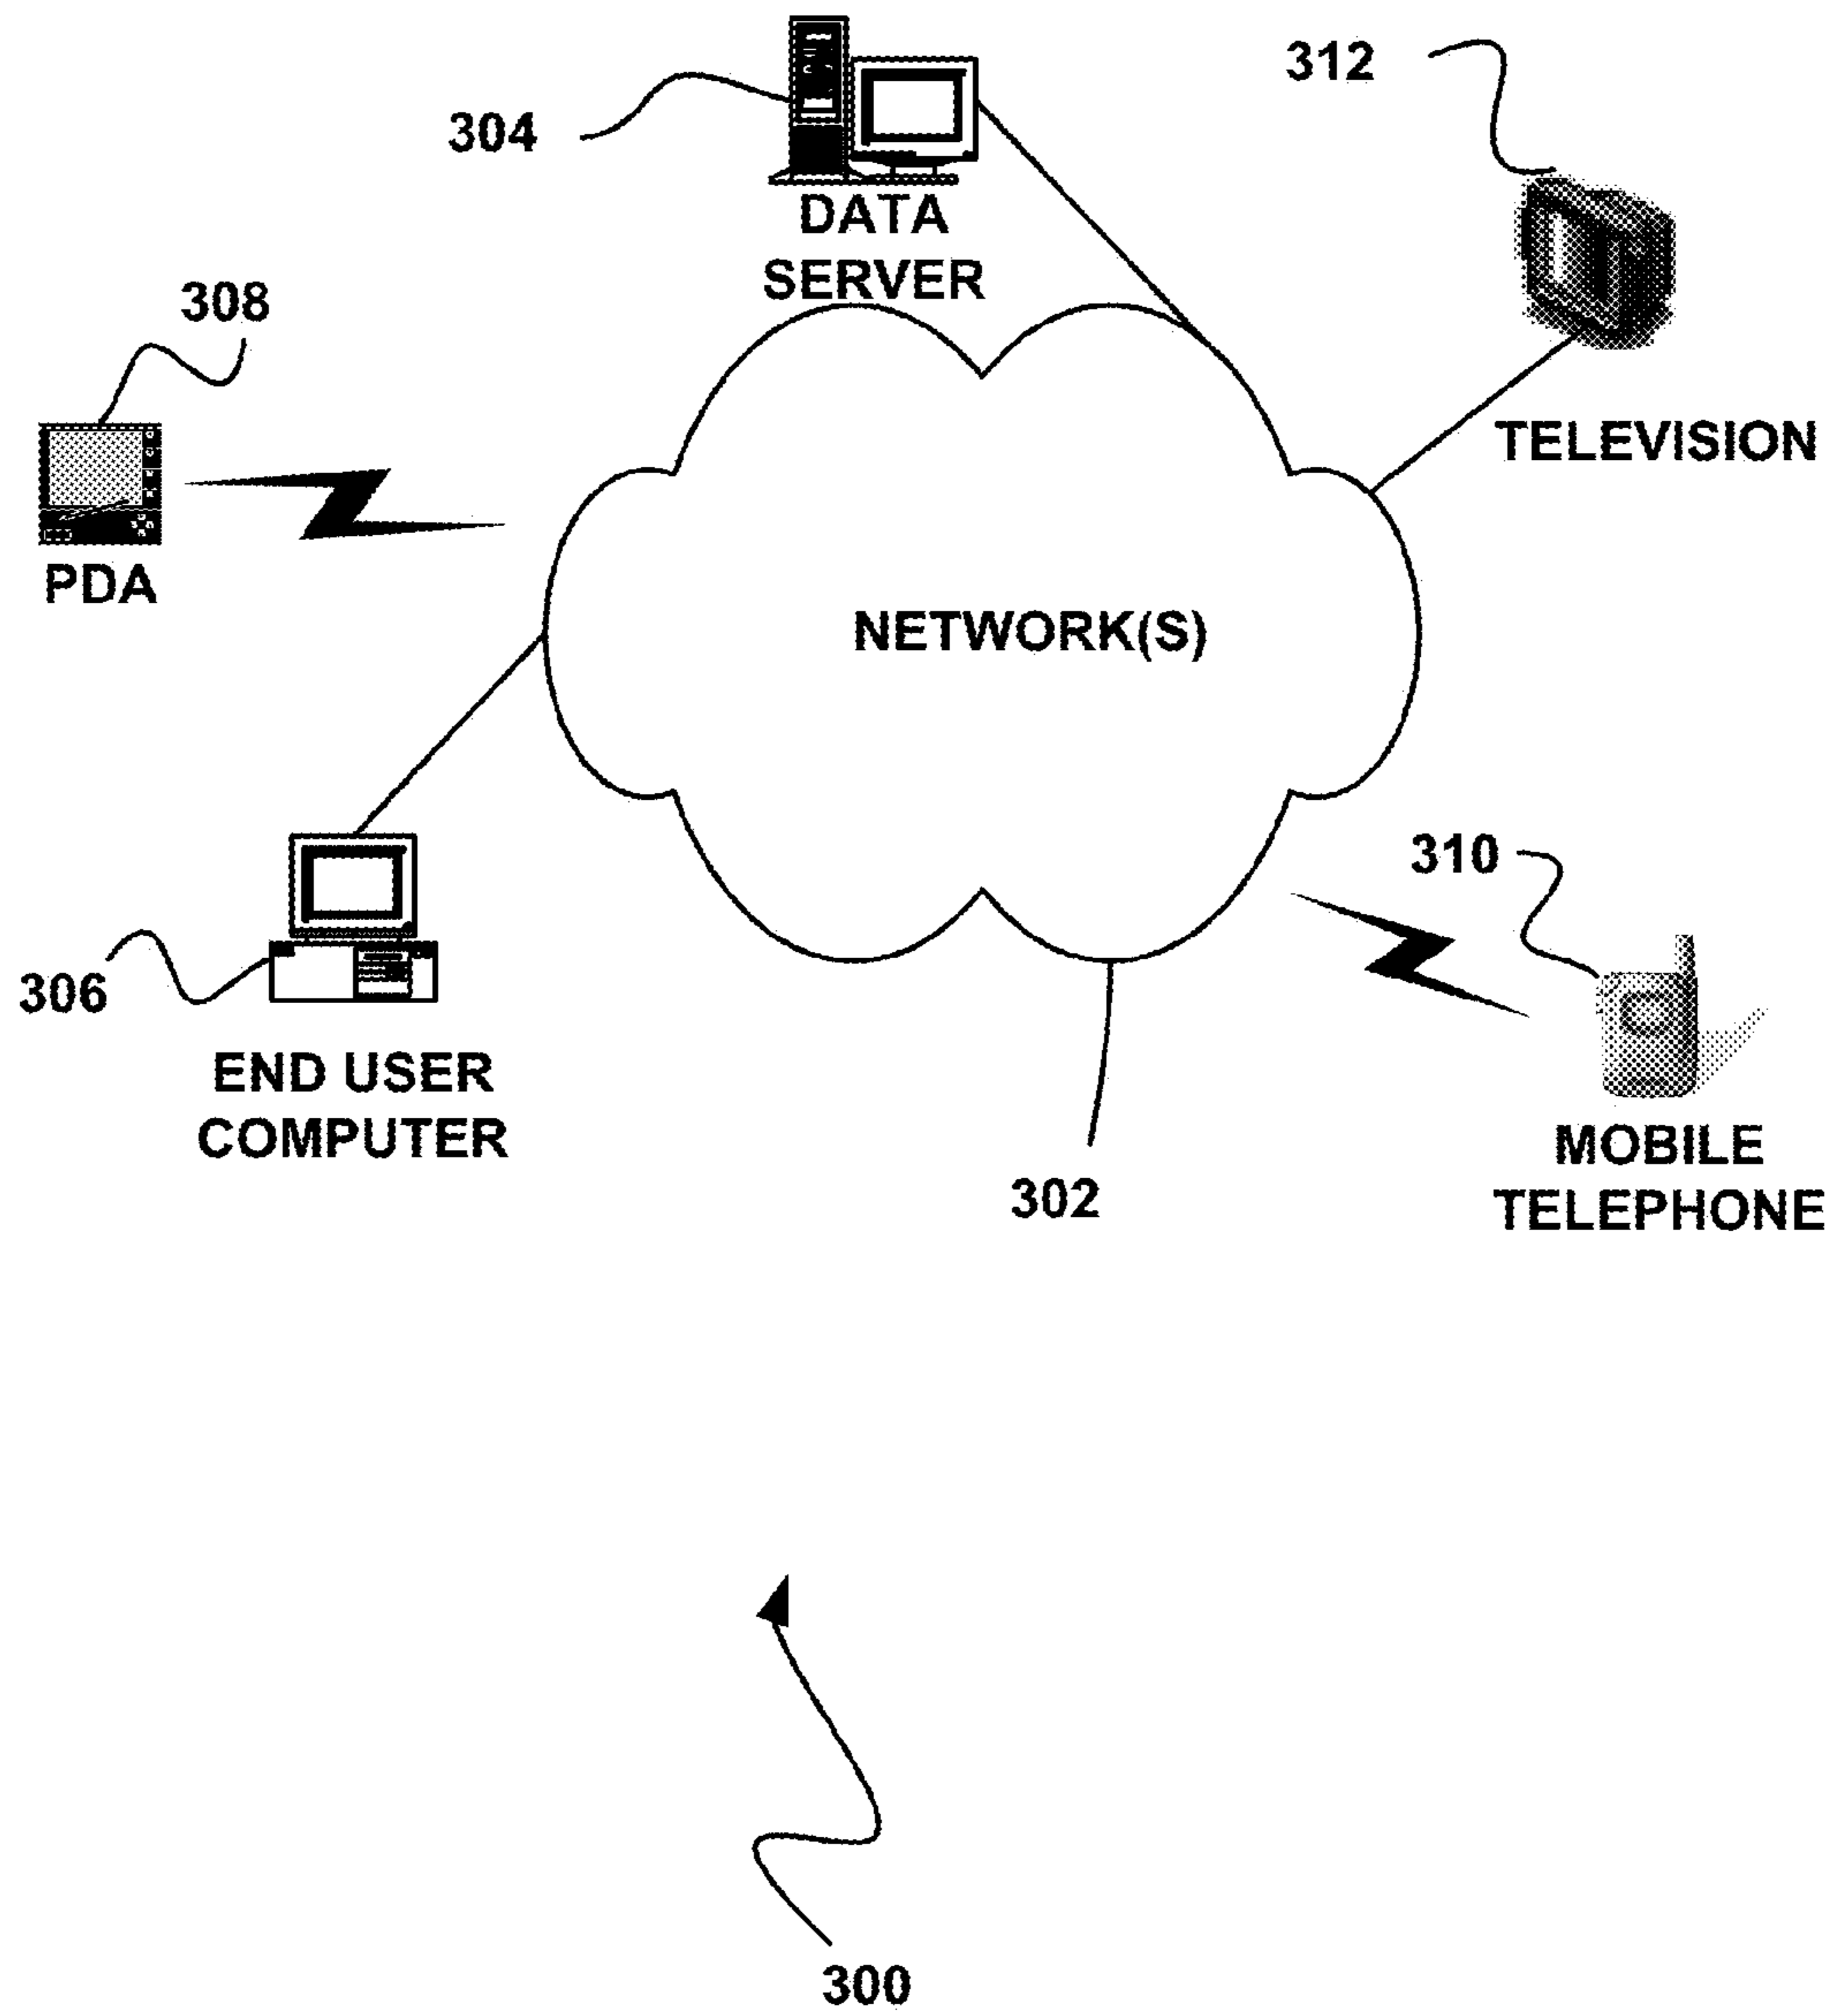 312
304
DATA
SERVER
308
TELEVISION
PDA
NETWORK(S)
310
306
END USER
COMPUTER
MOBILE
TELEPHONE
302
300